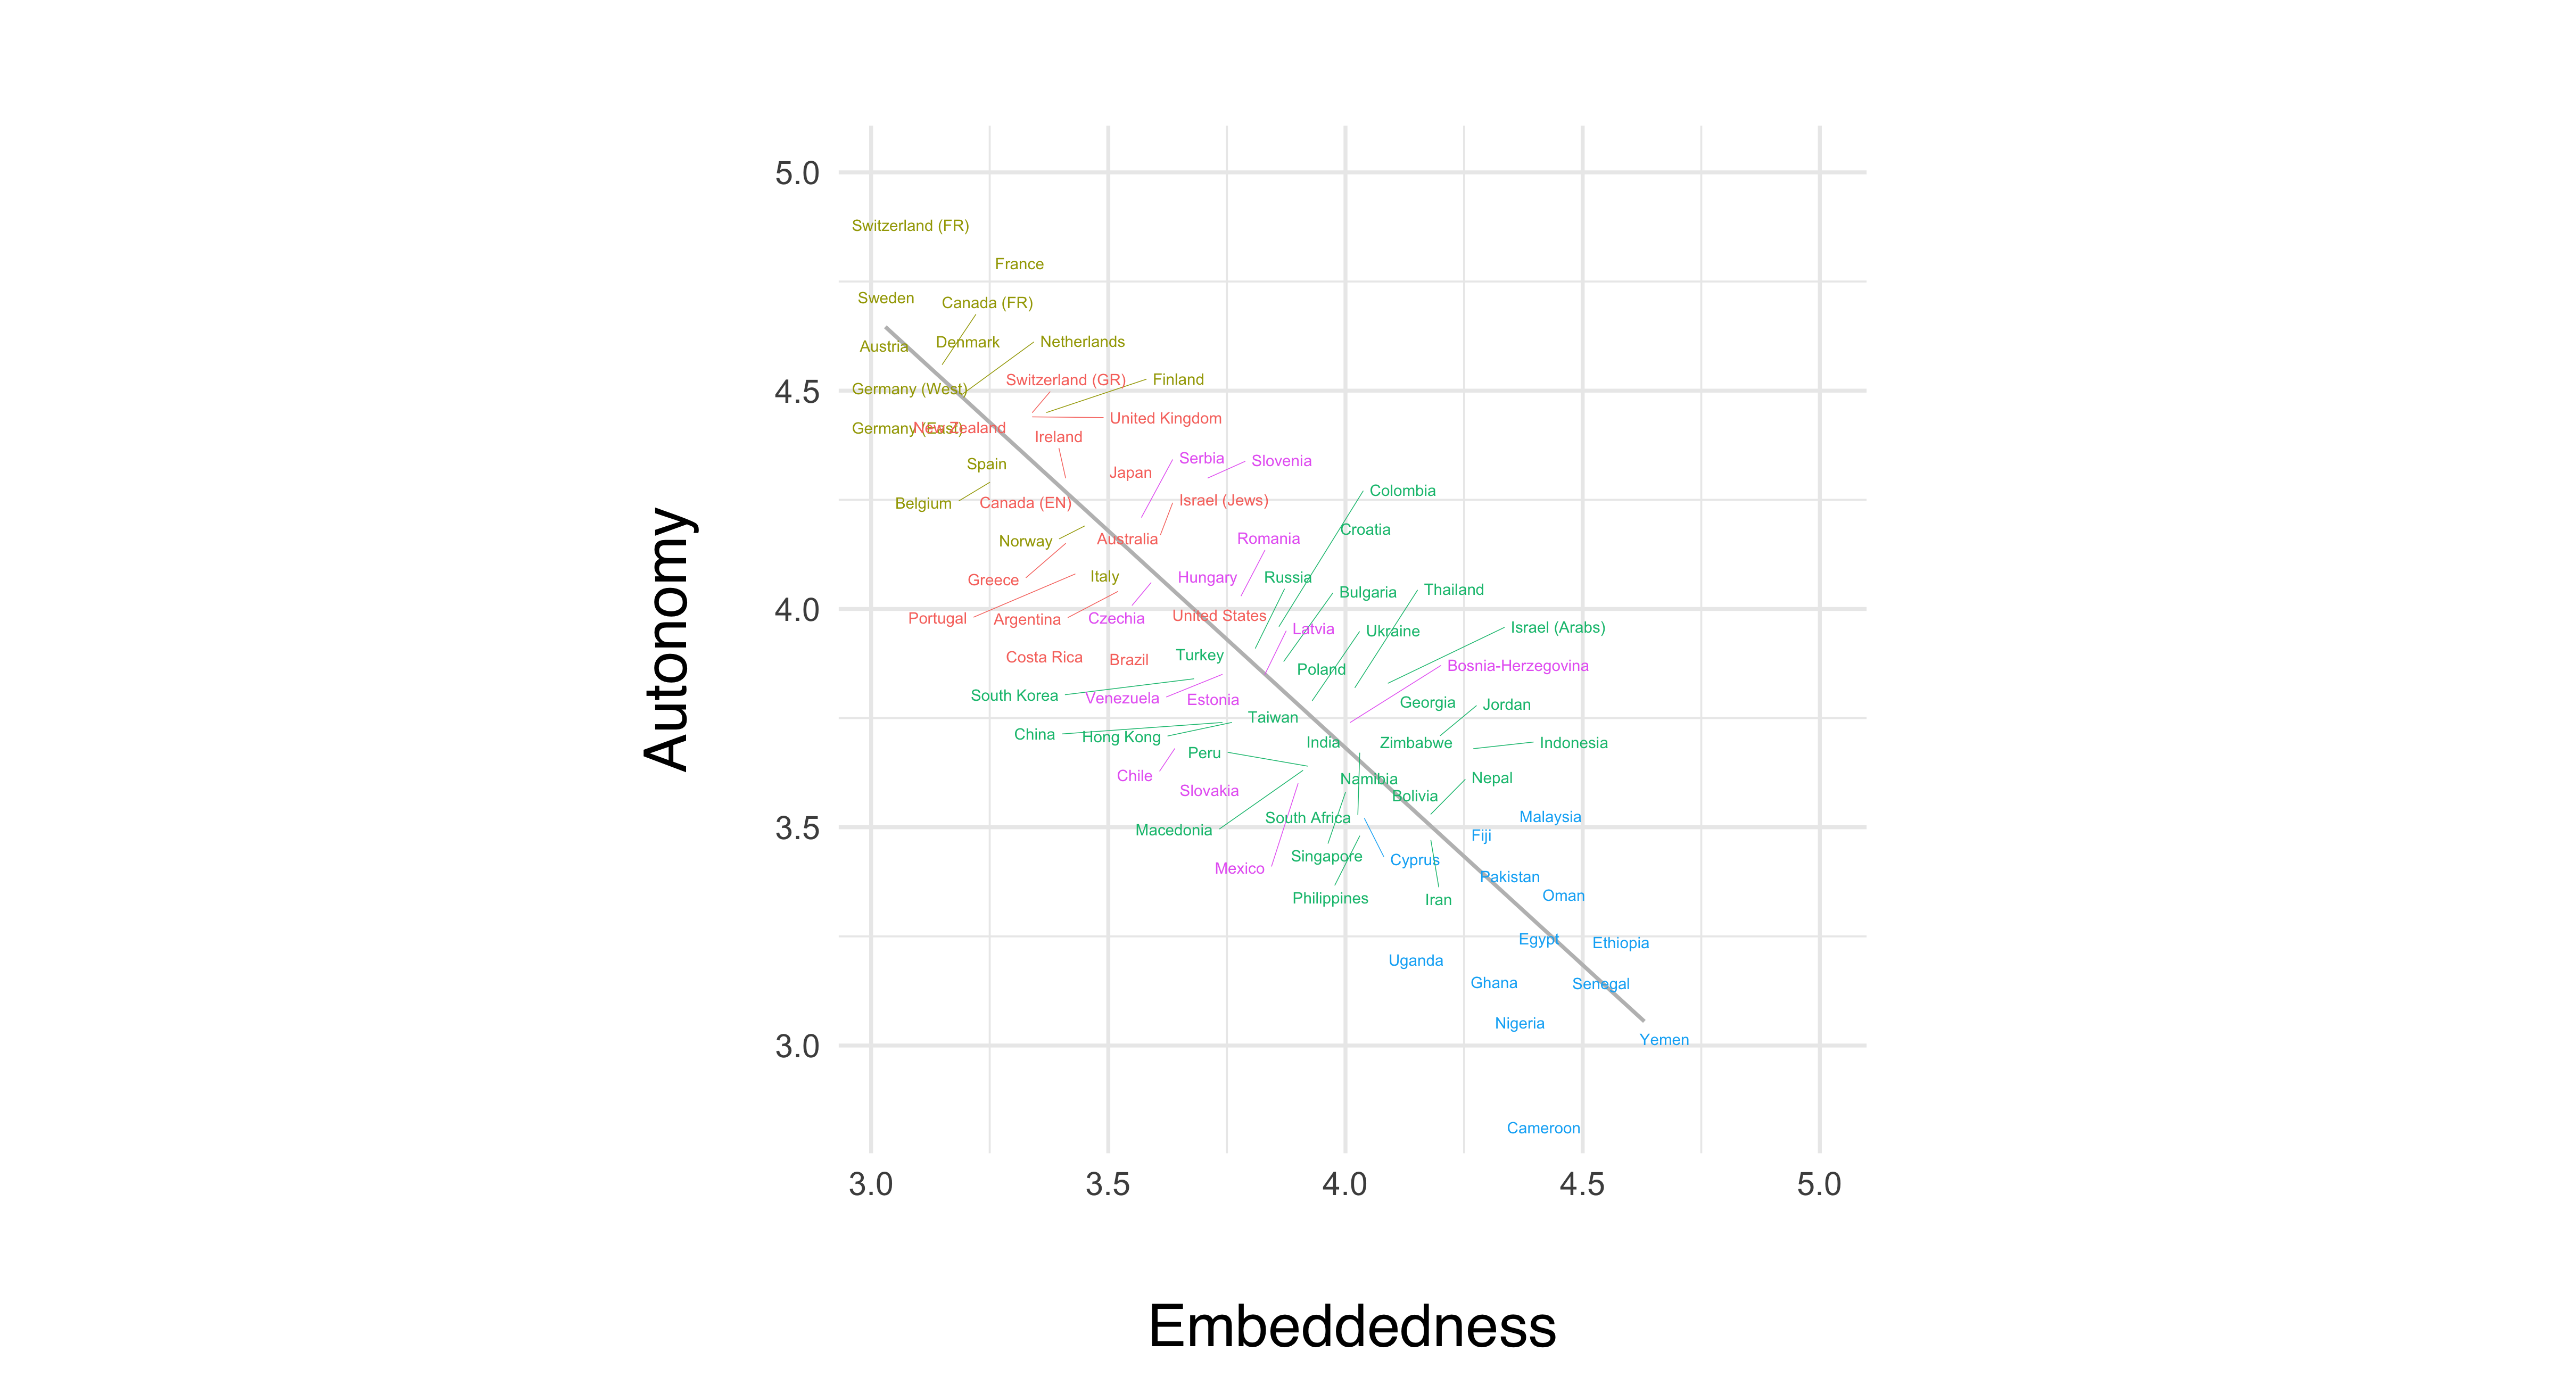 5.0
Switzerland (FR)
France
Sweden
Canada (FR)
Austria
Denmark
Netherlands
4.5
Germany (West)
Switzerland (GR)
Finland
Germany (East)
New Zealand
United Kingdom
Ireland
Spain
Japan
Serbia
Slovenia
Belgium
Canada (EN)
Israel (Jews)
Colombia
Norway
Australia
Romania
Croatia
Greece
Italy
Hungary
Russia
Bulgaria
Thailand
4.0
Portugal
Argentina
Czechia
United States
Latvia
Ukraine
Israel (Arabs)
Costa Rica
Brazil
Turkey
Poland
Bosnia-Herzegovina
South Korea
Venezuela
Estonia
Georgia
Jordan
Taiwan
China
Hong Kong
Peru
India
Zimbabwe
Indonesia
Chile
Slovakia
Namibia
Bolivia
Nepal
3.5
Macedonia
South Africa
Malaysia
Fiji
Mexico
Singapore
Cyprus
Pakistan
Philippines
Iran
Oman
Egypt
Ethiopia
Uganda
Ghana
Senegal
Nigeria
3.0
Yemen
Cameroon
3.0 3.5 4.0 4.5 5.0
Autonomy
Embeddedness